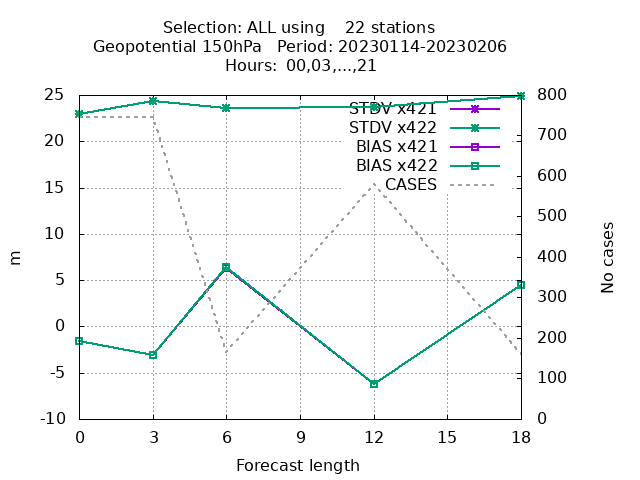 Selection: ALL using    22 stations
Geopotential 150hPa   Period: 20230114-20230206
Hours:  00,03,...,21
25
20
15
10
5
0
-5
-10
m
STDV x421
STDV x422
BIAS x421
BIAS x422
CASES
800
700
600
500
400
300
200
100
0
No cases
0 3 6 9 12 15 18
Forecast length